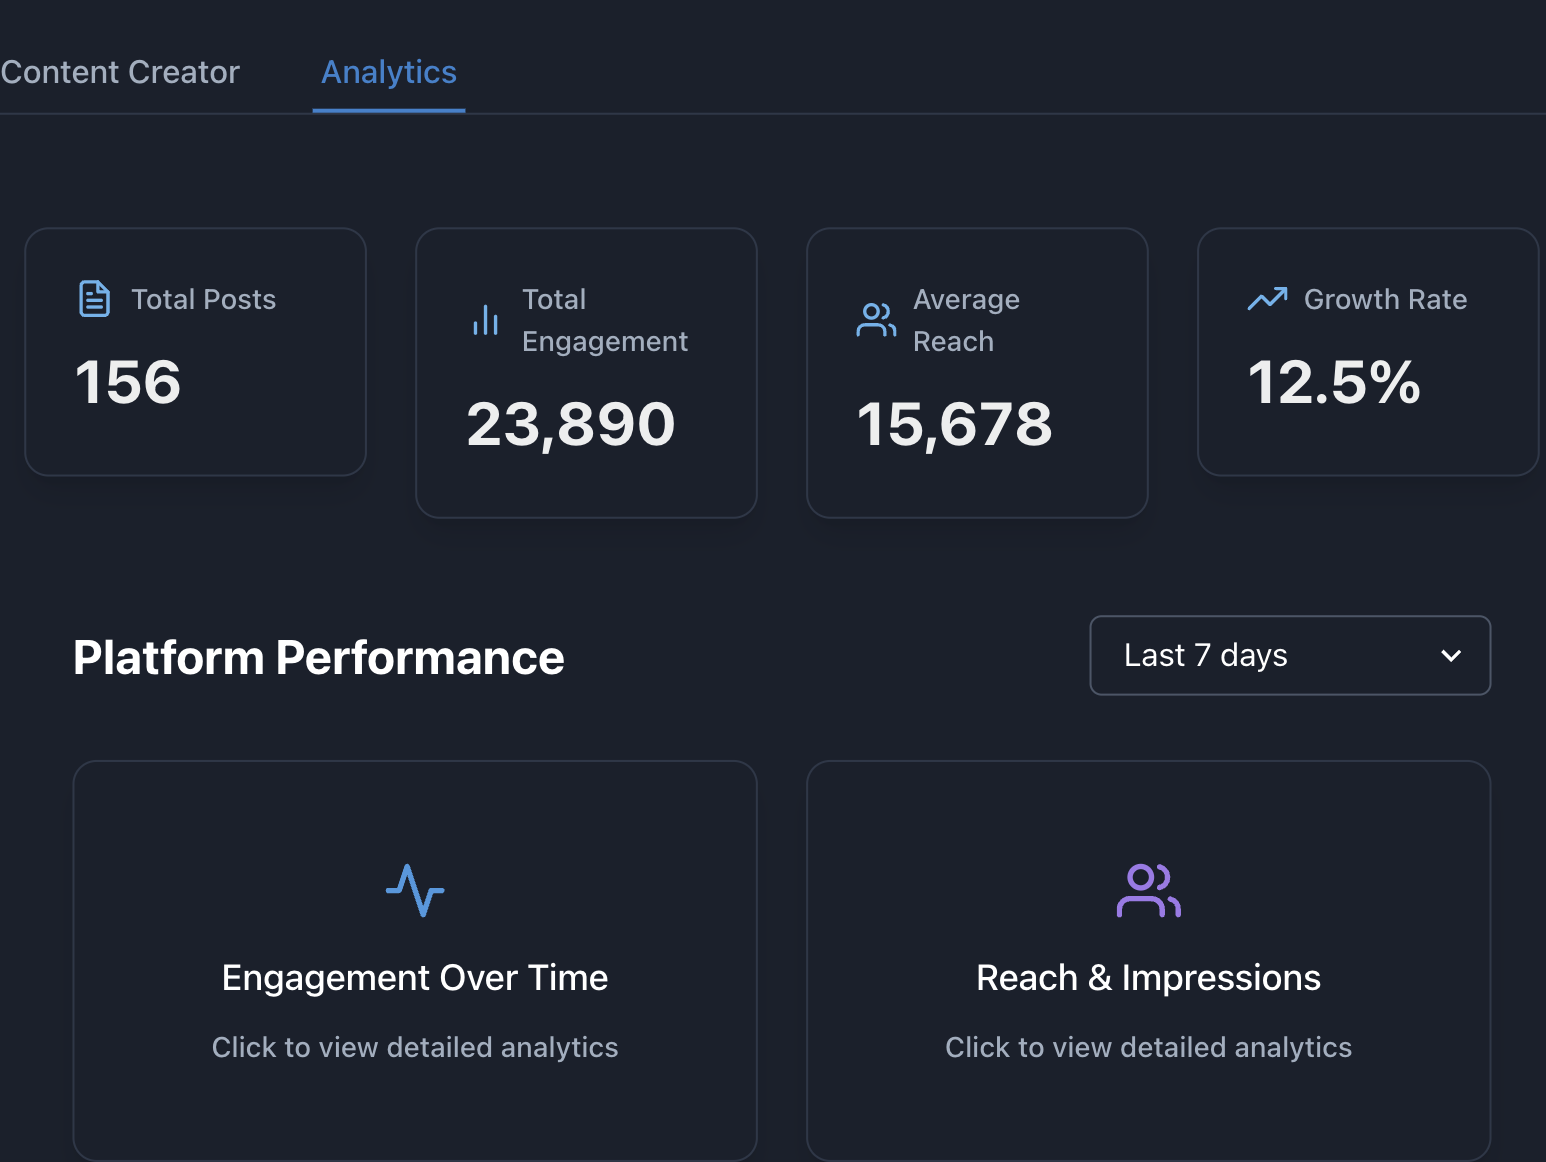 Content Creator
Analytics
Total Posts
156
Total
Engagement
23,890
Average
Reach
15,678
Growth Rate
12.5%
Platform Performance
Last 7 days
Engagement Over Time
Click to view detailed analytics
Reach & Impressions
Click to view detailed analytics